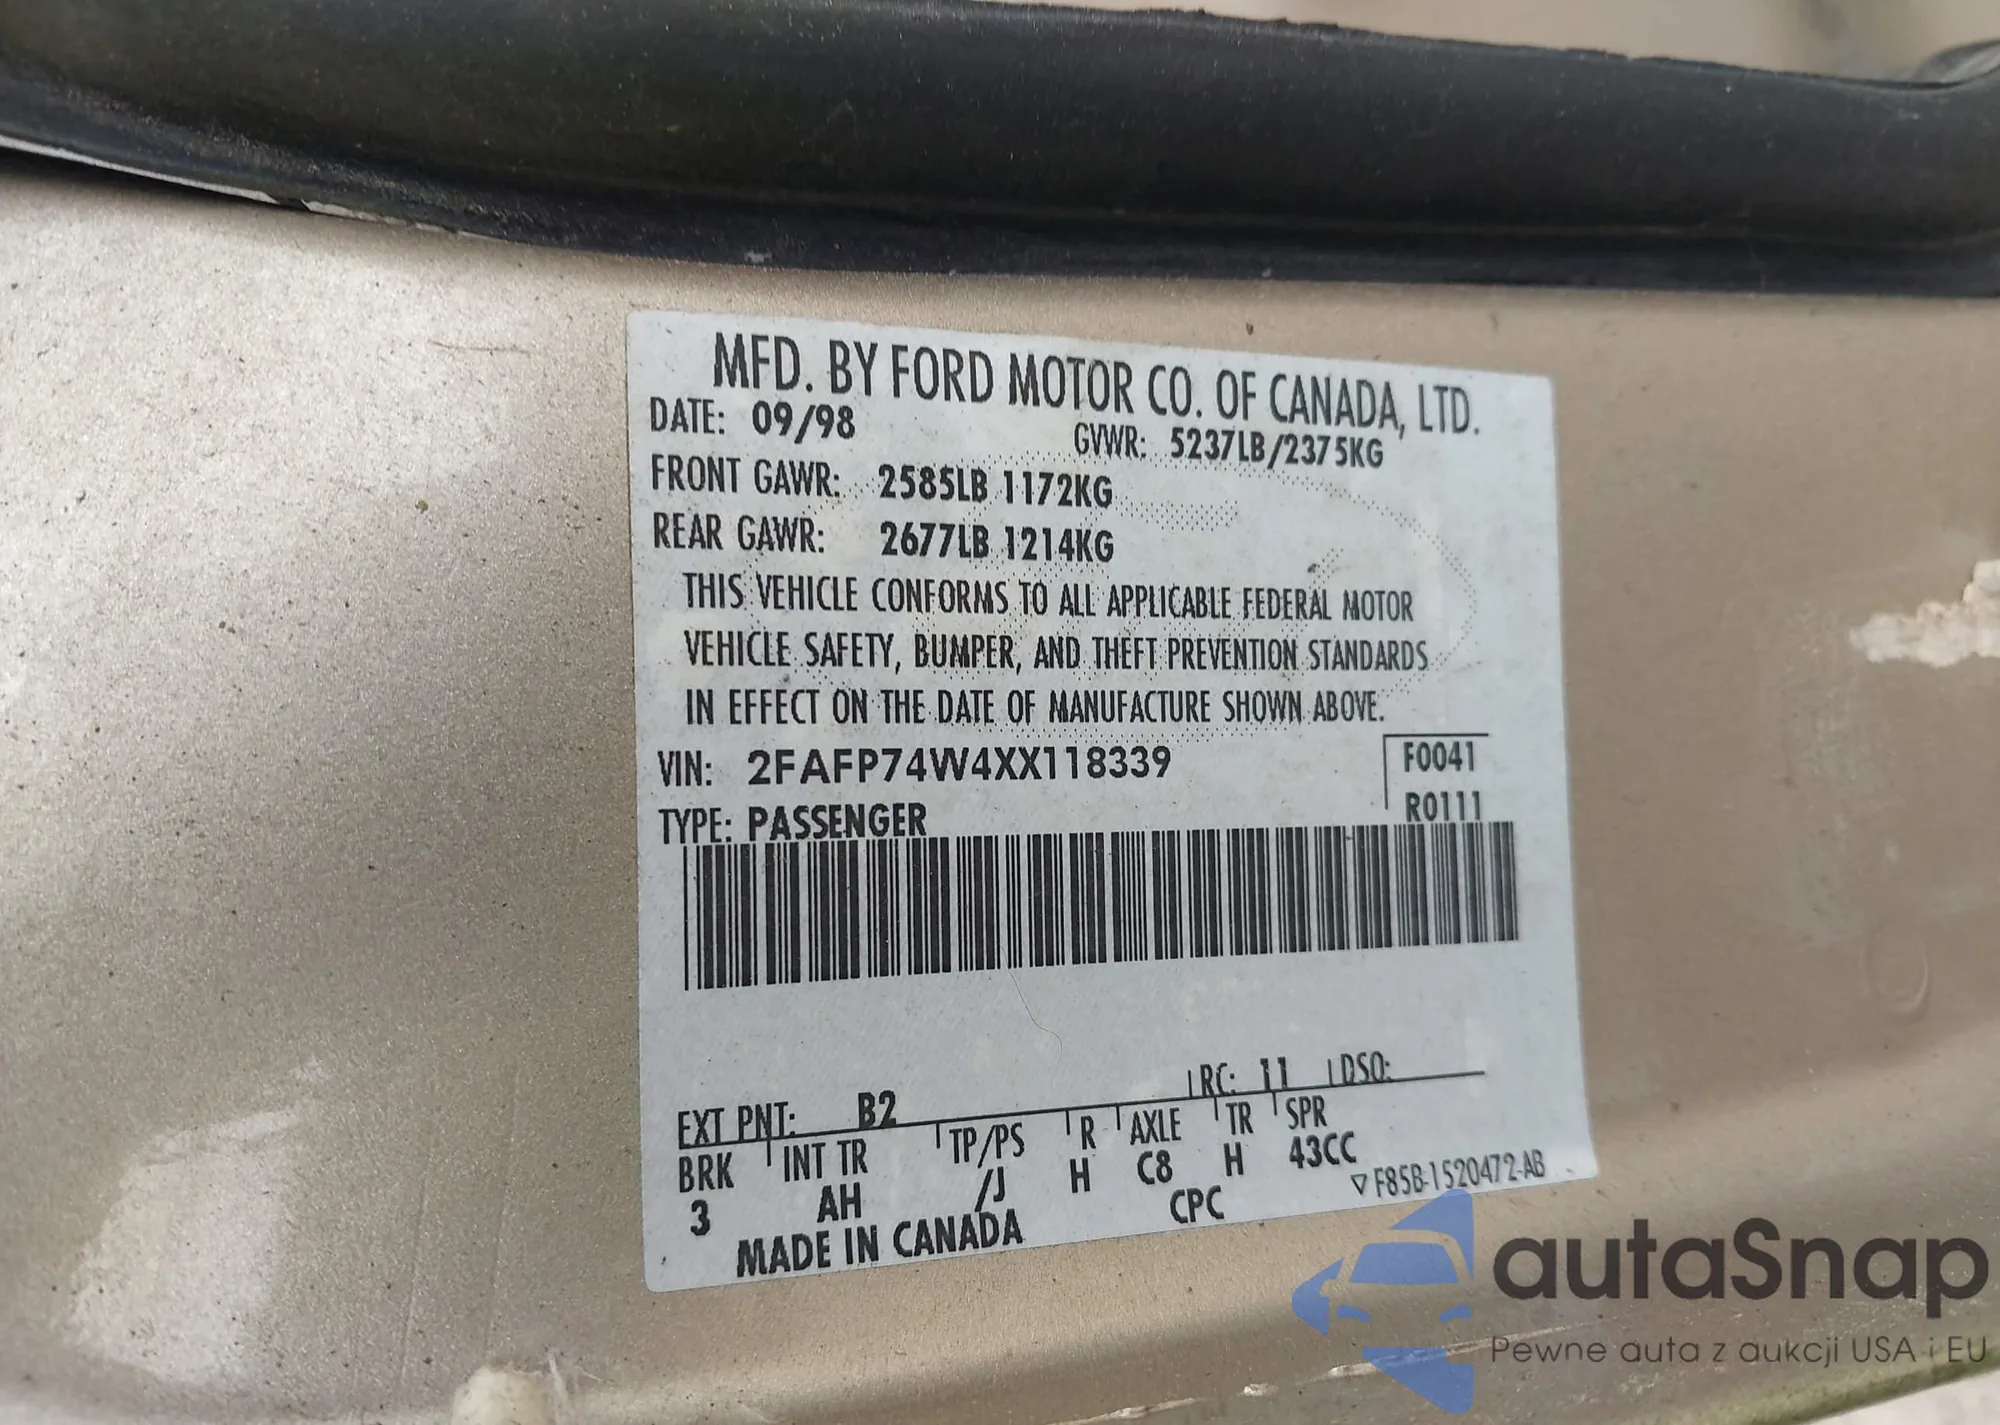 MFD. BY FORD MOTOR CO. OF CANADA, LTD.
DATE: 09/98
GVWR: 5237LB/2375KG
FRONT GAWR: 2585LB 1172KG
REAR GAWR: 2677LB 1214KG
THIS VEHICLE CONFORMS TO ALL APPLICABLE FEDERAL MOTOR
VEHICLE SAFETY, BUMPER, AND THEFT PREVENTION STANDARDS
IN EFFECT ON THE DATE OF MANUFACTURE SHOWN ABOVE.
VIN: 2FAFP74W4XX118339
F0041
TYPE: PASSENGER
R0111
EXT PNT: B2 RC: 11 DSO:
BRK INT TR TP/PS R AXLE TR SPR
3 AH /J H C8 H 43CC
MADE IN CANADA CPC ▽F85B-1520472-AB
autaSnap
Pewne auta z aukcji USA i EU